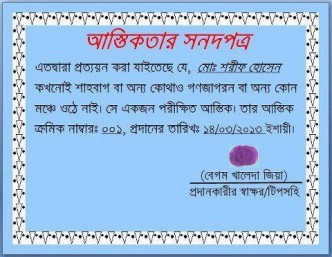 আস্তিকতার সনদপত্র
এতদ্বারা প্রত্যয়ন করা যাইতেছে যে, মোঃ শরীফ হোসেন
কখনোই শাহবাগ বা অন্য কোথাও গণজাগরন বা অন্য কোন
মঞ্চে ওঠে নাই। সে একজন পরীক্ষিত আস্তিক। তার আস্তিক
ক্রমিক নাম্বারঃ ০০১, প্রদানের তারিখঃ ১৪/০৩/২০১৩ ইশায়ী।
(বেগম খালেদা জিয়া)
প্রদানকারীর স্বাক্ষর/টিপসহি